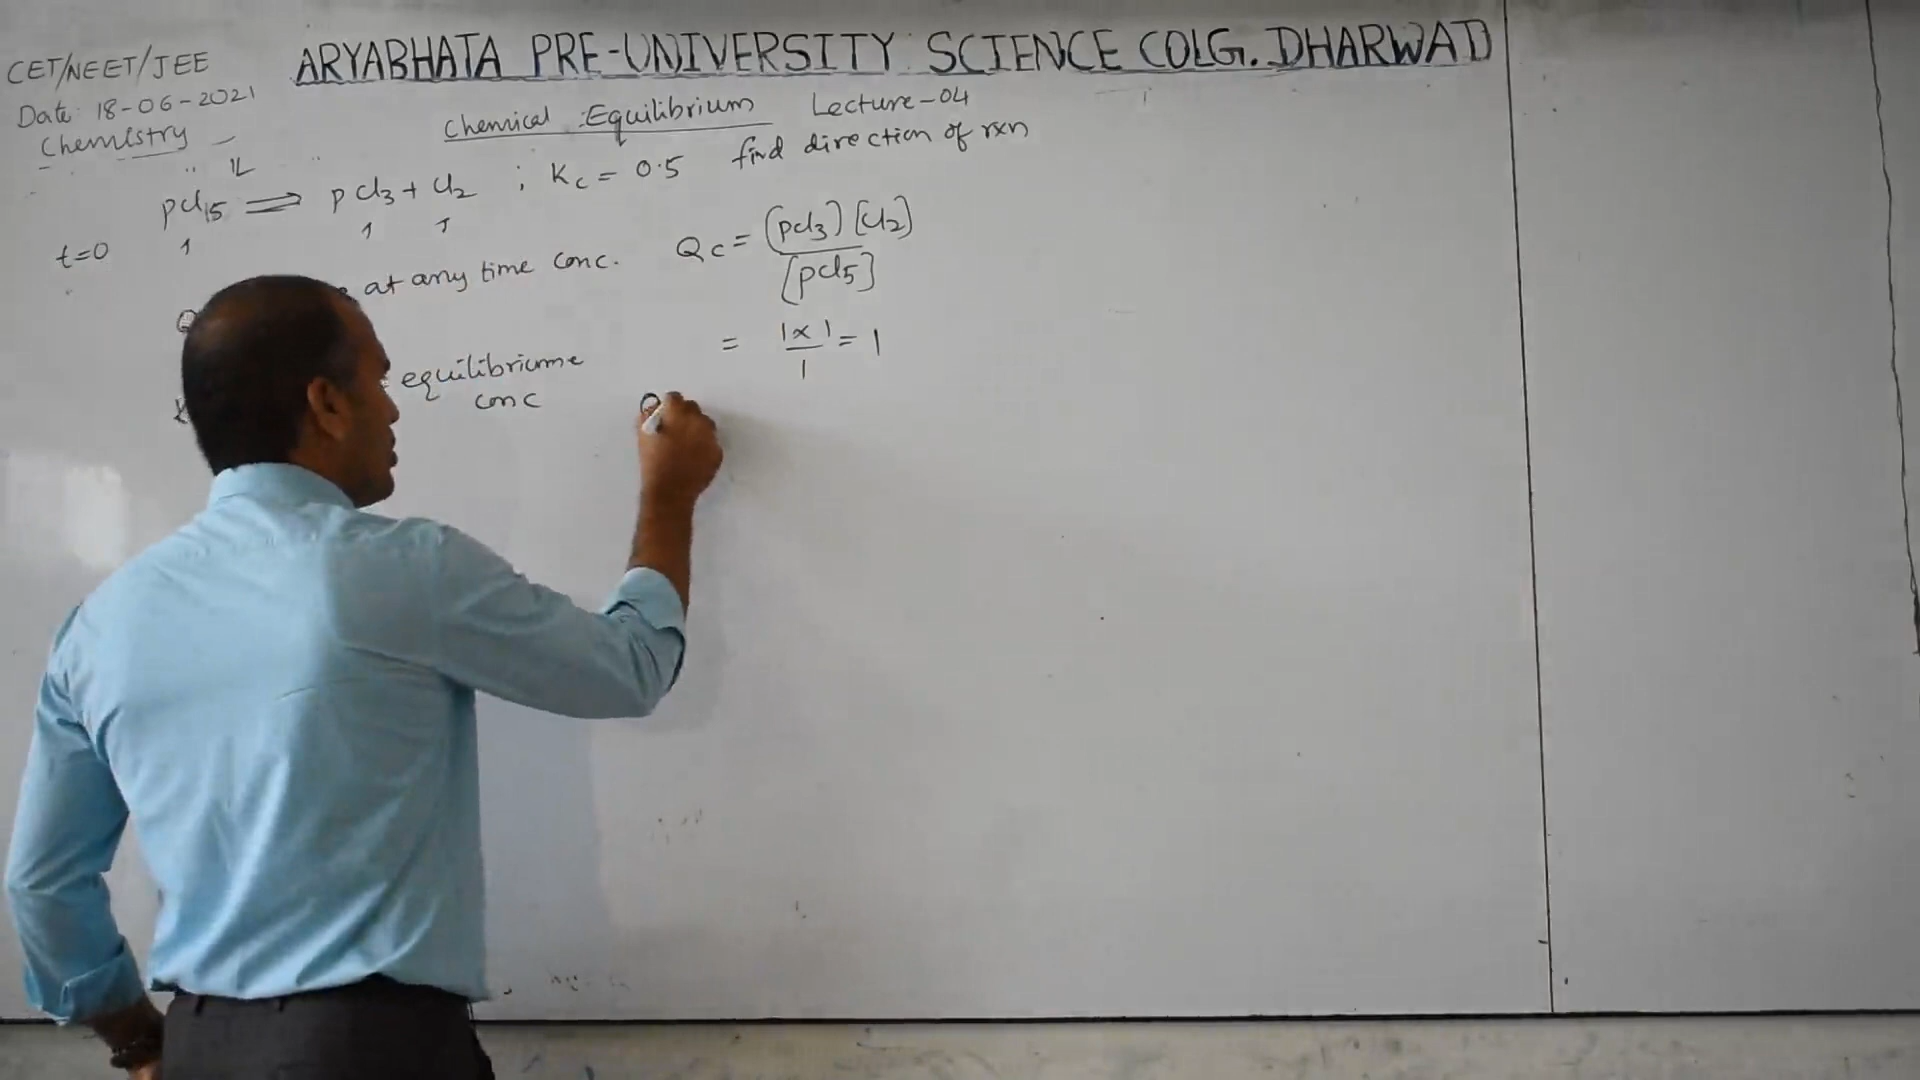 CET/NEET/JEE
ARYABHATA PRE-UNIVERSITY SCIENCE COLG. DHARWAD
Date: 18-06-2021
Chemistry
Chemical Equilibrium Lecture-04
1L
pcl5 ⇌ pcl3 + cl2 ; Kc = 0.5 find direction of rxn
t=0 1 1 1
at any time conc.
Qc = (pcl3) [cl2] / [pcl5]
= 1x1 / 1 = 1
equilibriume
conc
Q